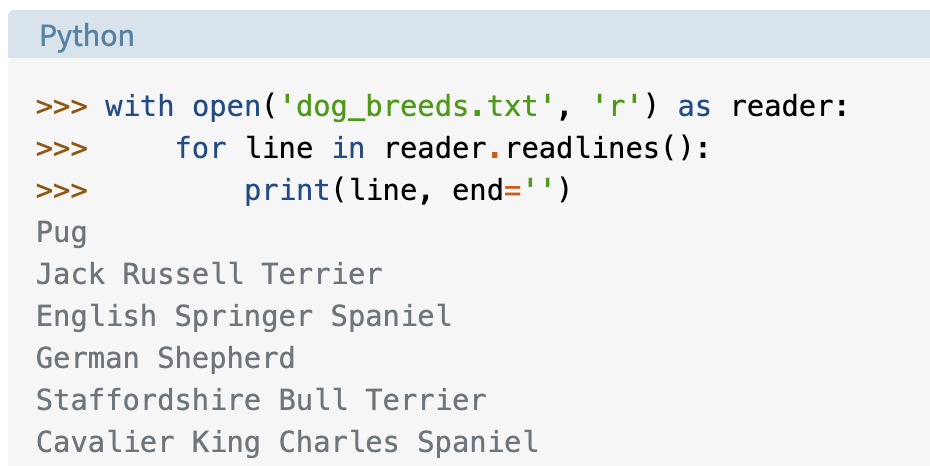 Python
>>> with open('dog_breeds.txt', 'r') as reader:
>>>     for line in reader.readlines():
>>>         print(line, end='')
Pug
Jack Russell Terrier
English Springer Spaniel
German Shepherd
Staffordshire Bull Terrier
Cavalier King Charles Spaniel